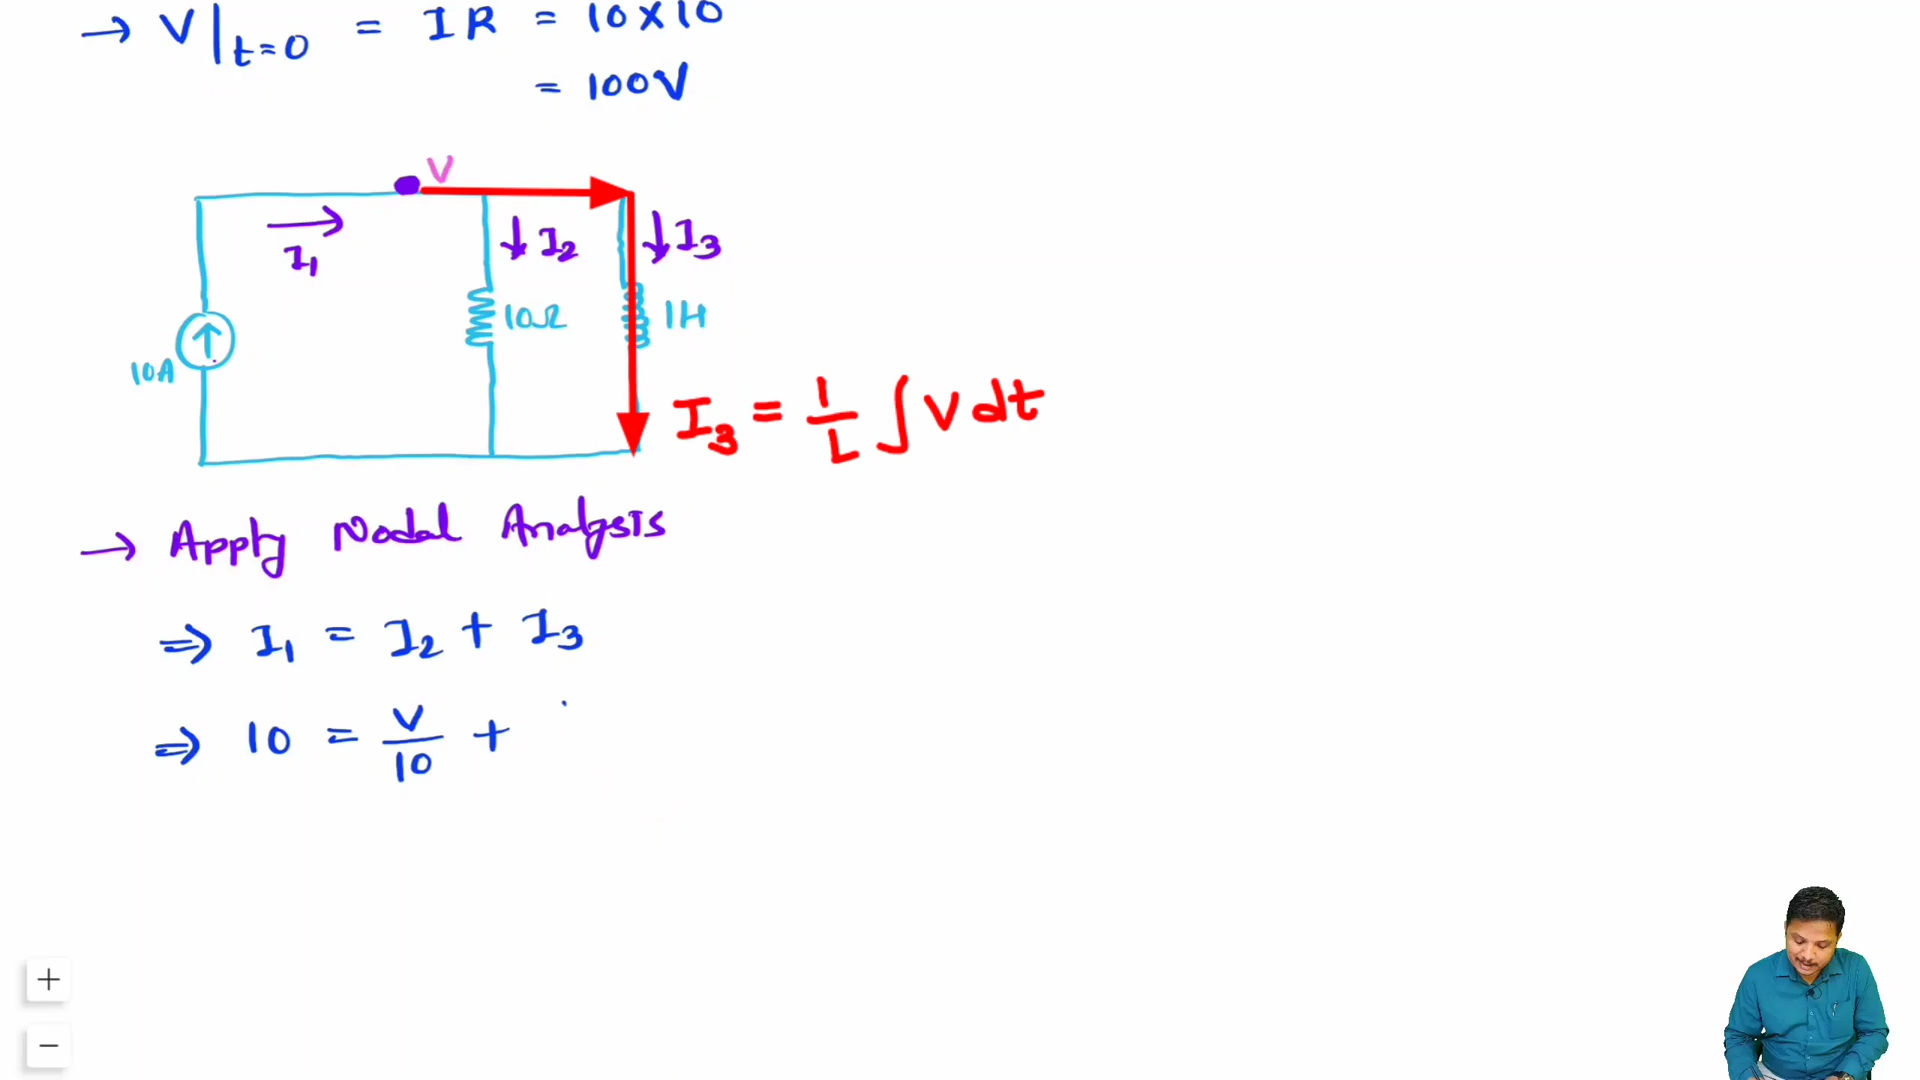 → V|t=0 = IR = 10×10
= 100V
V
I₁
↓ I₂
↓ I₃
10Ω
1H
10A
I₃ = 1/L ∫ V dt
→ Apply Nodal Analysis
⇒ I₁ = I₂ + I₃
⇒ 10 = V/10 +
+
−